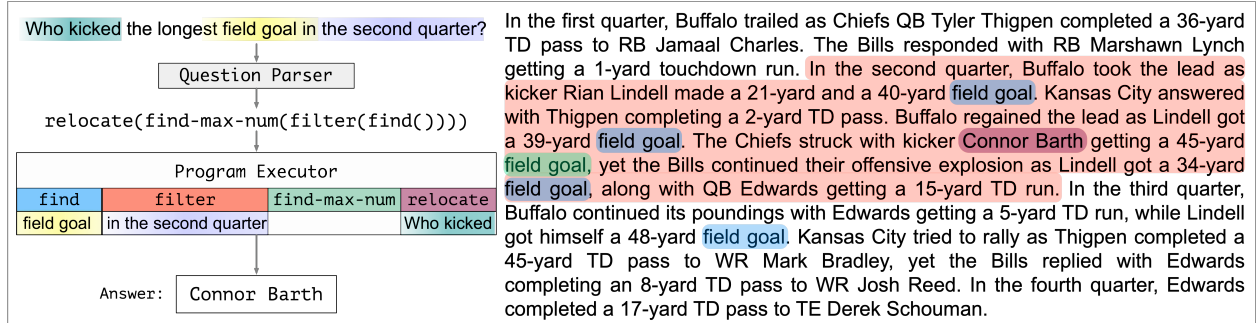 Who kicked the longest field goal in the second quarter?
Question Parser
relocate(find-max-num(filter(find())))
Program Executor
find filter find-max-num relocate
field goal in the second quarter Who kicked
Answer: Connor Barth
In the first quarter, Buffalo trailed as Chiefs QB Tyler Thigpen completed a 36-yard
TD pass to RB Jamaal Charles. The Bills responded with RB Marshawn Lynch
getting a 1-yard touchdown run. In the second quarter, Buffalo took the lead as
kicker Rian Lindell made a 21-yard and a 40-yard field goal. Kansas City answered
with Thigpen completing a 2-yard TD pass. Buffalo regained the lead as Lindell got
a 39-yard field goal. The Chiefs struck with kicker Connor Barth getting a 45-yard
field goal, yet the Bills continued their offensive explosion as Lindell got a 34-yard
field goal, along with QB Edwards getting a 15-yard TD run. In the third quarter,
Buffalo continued its poundings with Edwards getting a 5-yard TD run, while Lindell
got himself a 48-yard field goal. Kansas City tried to rally as Thigpen completed a
45-yard TD pass to WR Mark Bradley, yet the Bills replied with Edwards
completing an 8-yard TD pass to WR Josh Reed. In the fourth quarter, Edwards
completed a 17-yard TD pass to TE Derek Schouman.